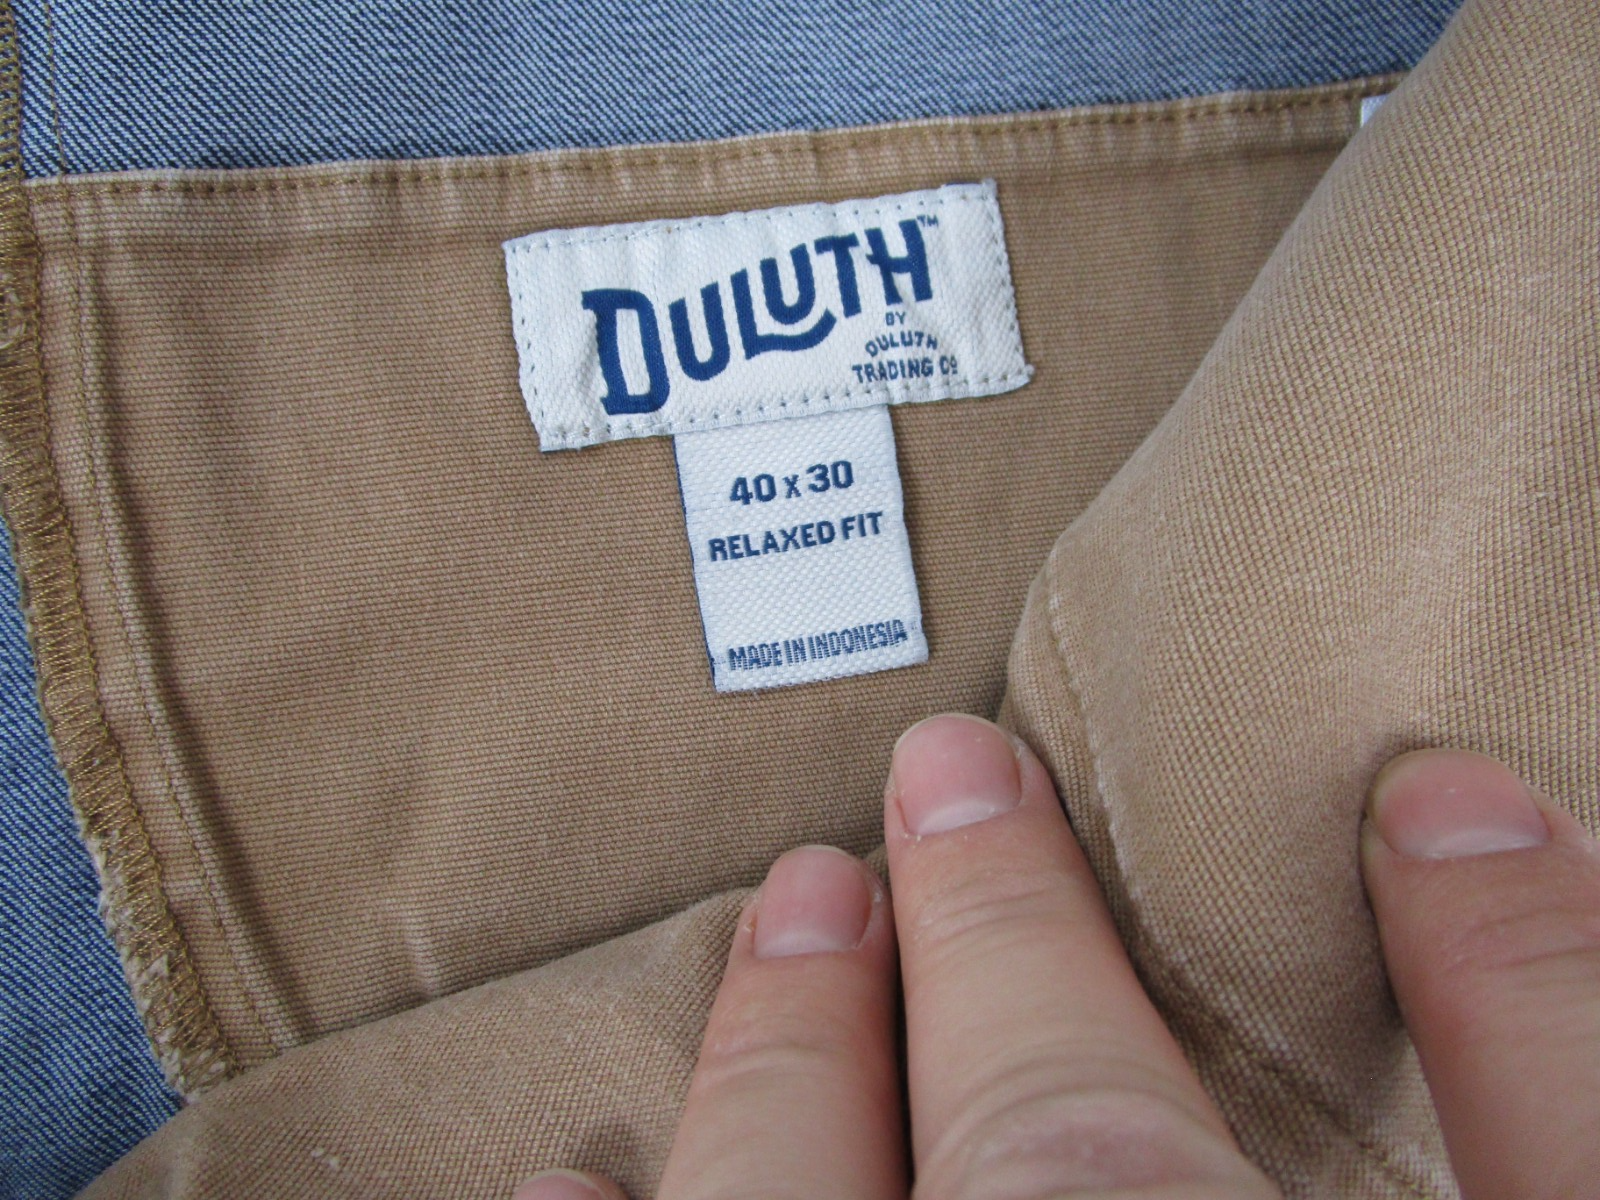 DULUTH™
BY
DULUTH
TRADING Cº
40 x 30
RELAXED FIT
MADE IN INDONESIA